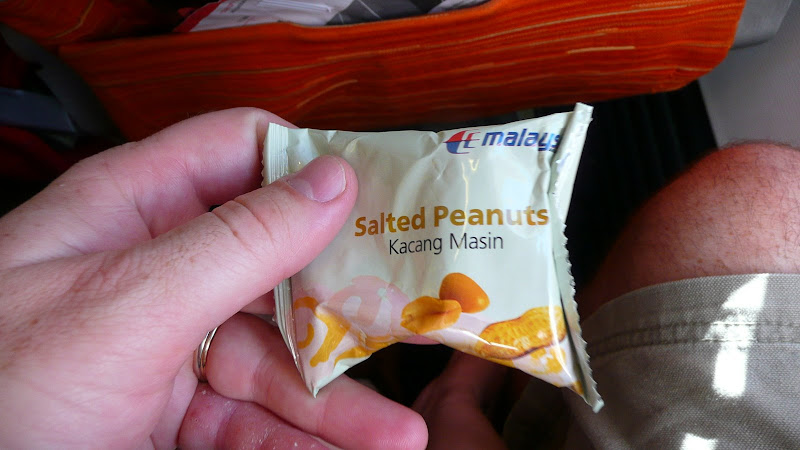 malays
Salted Peanuts
Kacang Masin